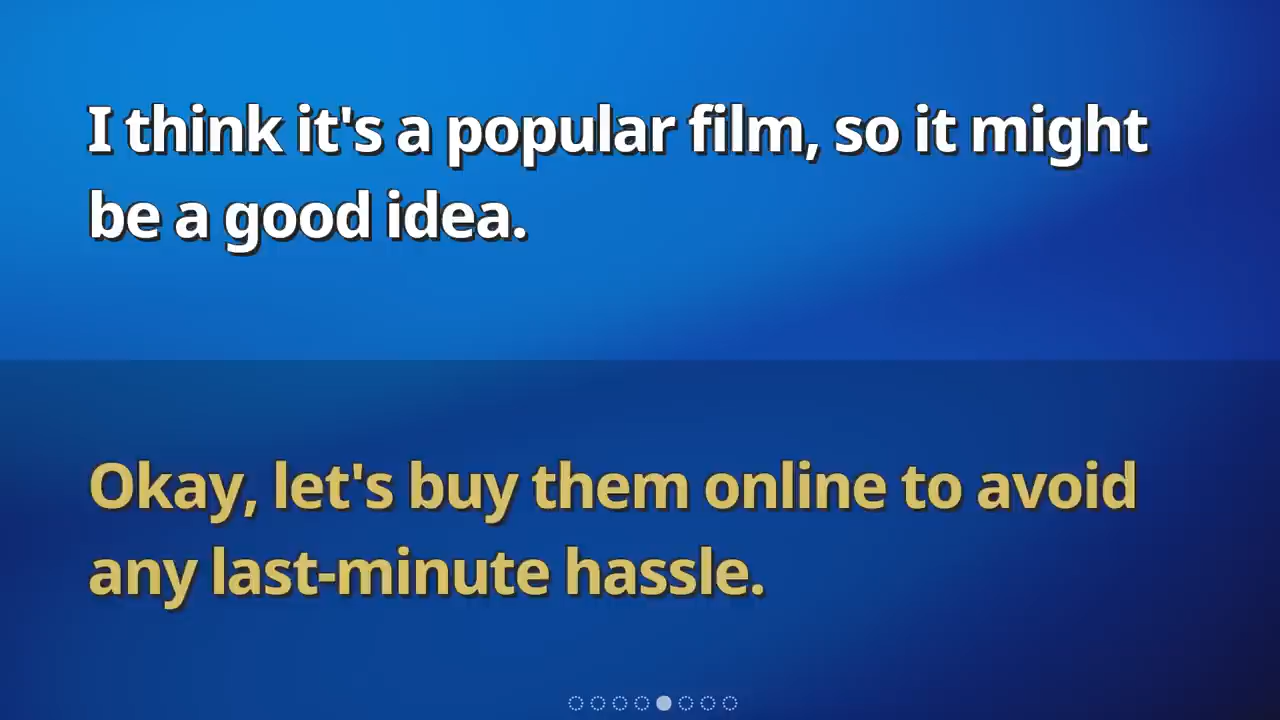 I think it's a popular film, so it might
be a good idea.
Okay, let's buy them online to avoid
any last-minute hassle.